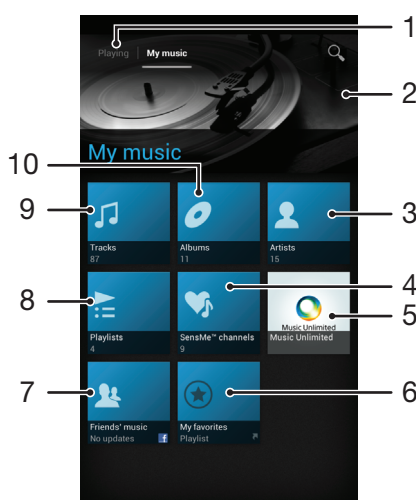 1
Playing | My music
2
My music
10
9
3
Tracks
87
Albums
11
Artists
15
8
4
5
Playlists
4
SensMe™ channels
9
Music Unlimited
Music Unlimited
7
6
Friends' music
No updates f
My favorites
Playlist